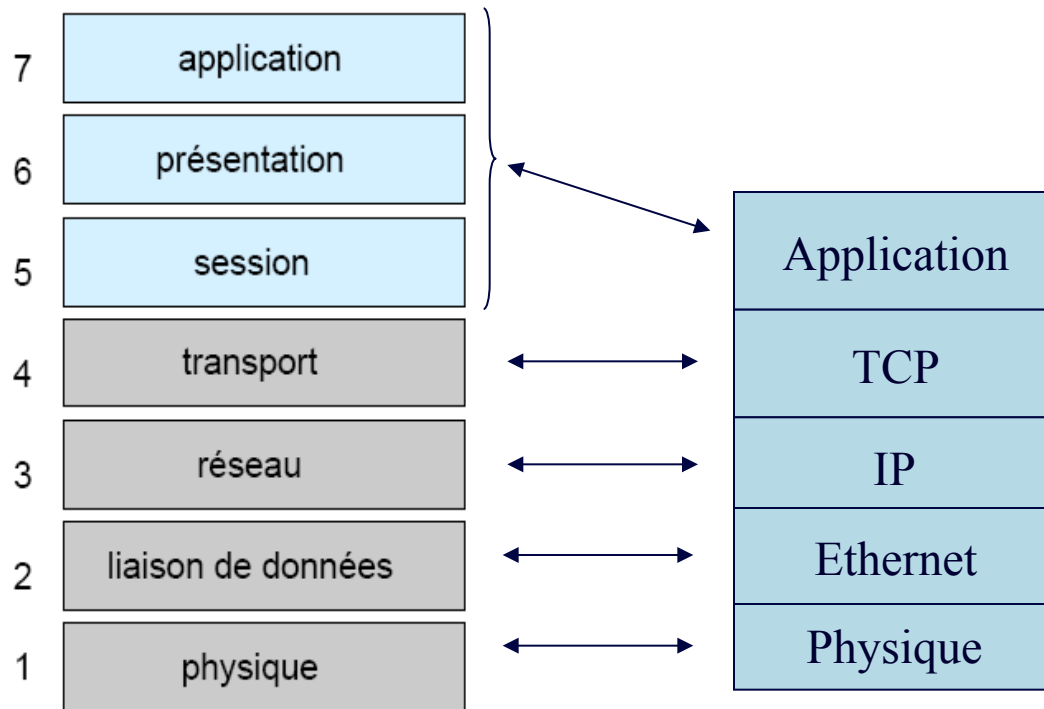 7
application
6
présentation
5
session
4
transport
3
réseau
2
liaison de données
1
physique
Application
TCP
IP
Ethernet
Physique